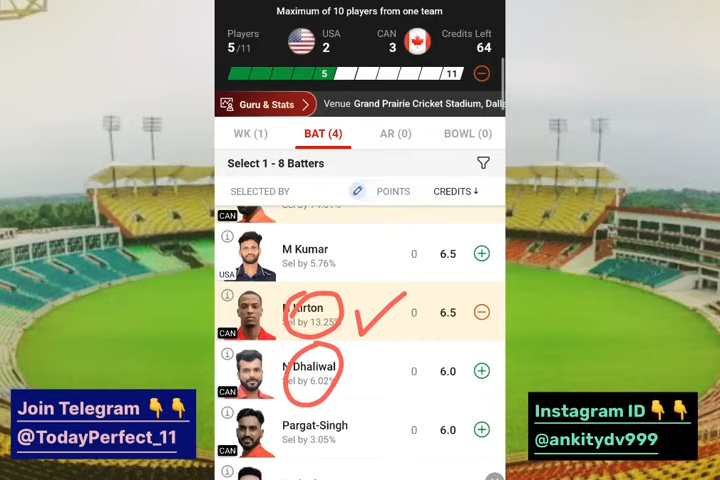 Maximum of 10 players from one team
Players
5/11
USA
2
CAN
3
Credits Left
64
5
11
Guru & Stats
Venue Grand Prairie Cricket Stadium,
WK (1)
BAT (4)
AR (0)
BOWL (0)
Select 1 - 8 Batters
SELECTED BY
POINTS
CREDITS↓
CAN
M Kumar
Sel by 5.76%
USA
0
6.5
Kirton
Sel by 13.25%
CAN
0
6.5
N Dhaliwal
Sel by 6.02%
CAN
0
6.0
Pargat-Singh
Sel by 3.05%
CAN
0
6.0
Join Telegram 👇👇
@TodayPerfect_11
Instagram ID👇👇
@ankitydv999